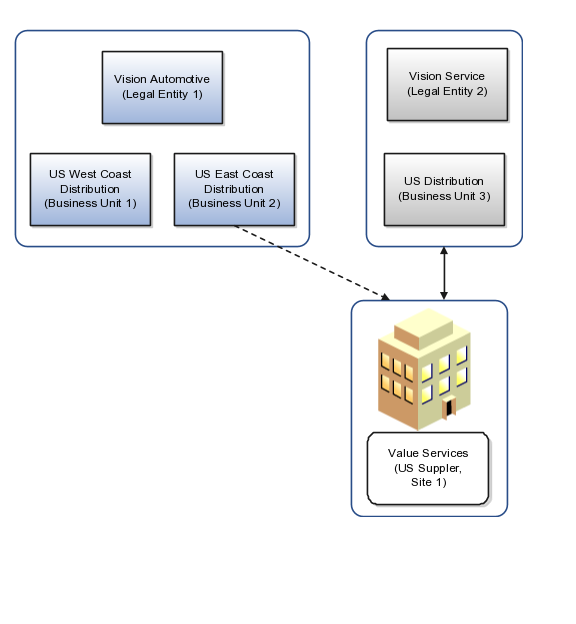 Vision Automotive
(Legal Entity 1)
Vision Service
(Legal Entity 2)
US West Coast
Distribution
(Business Unit 1)
US East Coast
Distribution
(Business Unit 2)
US Distribution
(Business Unit 3)
Value Services
(US Suppler,
Site 1)